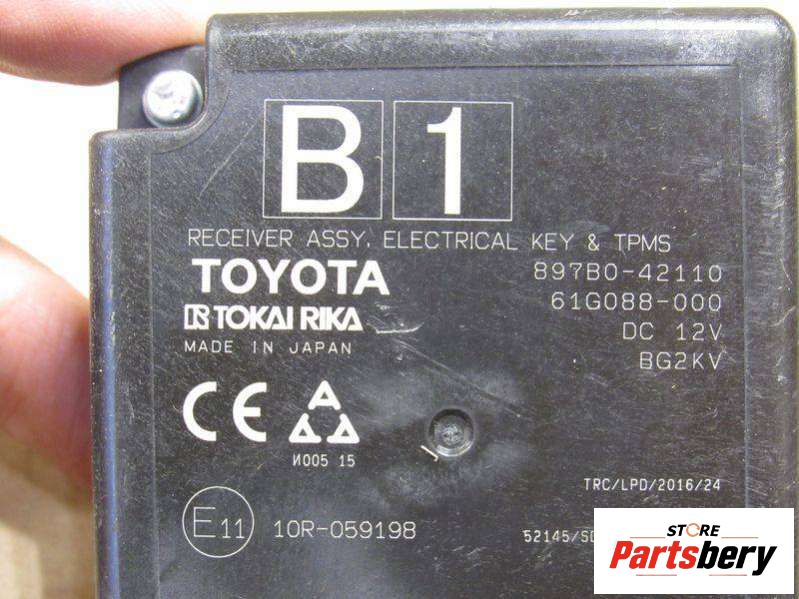 B 1
RECEIVER ASSY, ELECTRICAL KEY & TPMS
TOYOTA 897B0-42110
TOKAI RIKA 61G088-000
MADE IN JAPAN DC 12V
BG2KV
CE
И005 15
TRC/LPD/2016/24
E11 10R-059198 52145/
STORE
Partsbery